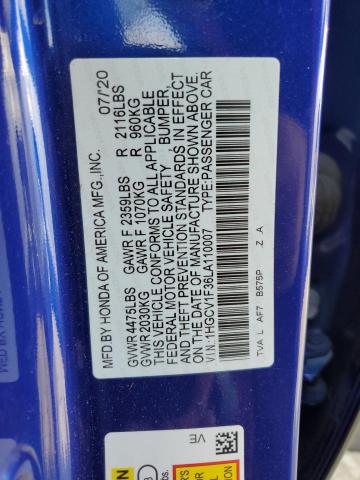 MFD BY HONDA OF AMERICA MFG.,INC. 07/'20
GVWR 4475LBS GAWR F 2359LBS R 2116LBS
GVWR 2030KG GAWR F 1070KG R 960KG
THIS VEHICLE CONFORMS TO ALL APPLICABLE
FEDERAL MOTOR VEHICLE SAFETY, BUMPER,
AND THEFT PREVENTION STANDARDS IN EFFECT
ON THE DATE OF MANUFACTURE SHOWN ABOVE.
V.I.N.:1HGCV1F36LA110007 TYPE:PASSENGER CAR
TVA L AF7 B575P Z A
VE